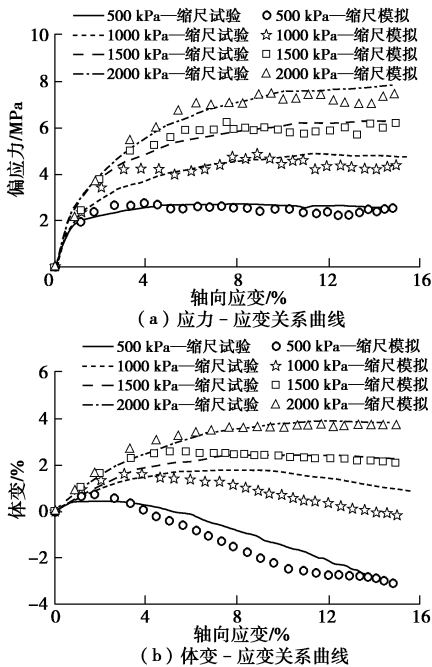 500 kPa—缩尺试验 500 kPa—缩尺模拟
1000 kPa—缩尺试验 1000 kPa—缩尺模拟
1500 kPa—缩尺试验 1500 kPa—缩尺模拟
2000 kPa—缩尺试验 2000 kPa—缩尺模拟
10
8
6
4
2
0
偏应力/MPa
0 4 8 12 16
轴向应变/%
(a) 应力-应变关系曲线
500 kPa—缩尺试验 500 kPa—缩尺模拟
1000 kPa—缩尺试验 1000 kPa—缩尺模拟
1500 kPa—缩尺试验 1500 kPa—缩尺模拟
2000 kPa—缩尺试验 2000 kPa—缩尺模拟
6
4
2
0
-2
-4
体变/%
0 4 8 12 16
轴向应变/%
(b) 体变-应变关系曲线